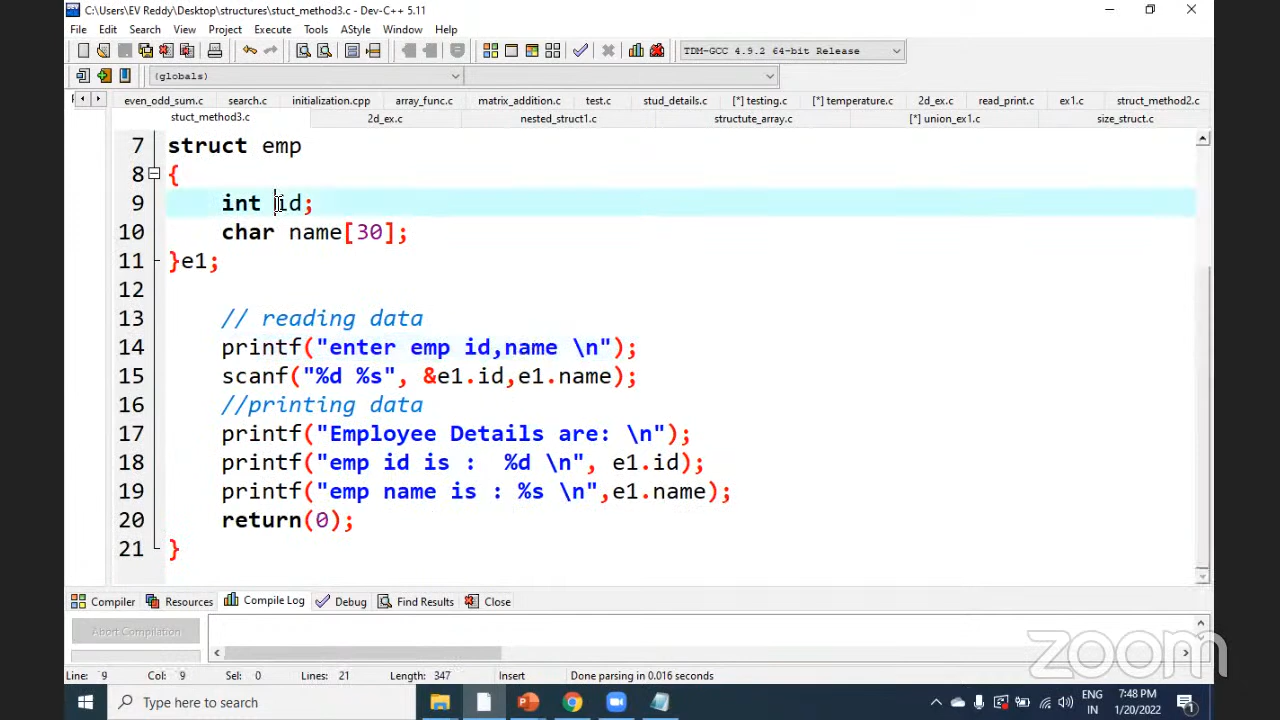 C:\Users\EV Reddy\Desktop\structures\stuct_method3.c - Dev-C++ 5.11
File Edit Search View Project Execute Tools AStyle Window Help
TDM-GCC 4.9.2 64-bit Release
(globals)
even_odd_sum.c search.c initialization.cpp array_func.c matrix_addition.c test.c stud_details.c [*] testing.c [*] temperature.c 2d_ex.c read_print.c ex1.c struct_method2.c
stuct_method3.c 2d_ex.c nested_struct1.c structute_array.c [*] union_ex1.c size_struct.c
7 struct emp
8 {
9 int id;
10 char name[30];
11 }e1;
12
13 // reading data
14 printf("enter emp id,name \n");
15 scanf("%d %s", &e1.id,e1.name);
16 //printing data
17 printf("Employee Details are: \n");
18 printf("emp id is :  %d \n", e1.id);
19 printf("emp name is : %s \n",e1.name);
20 return(0);
21 }
Compiler Resources Compile Log Debug Find Results Close
Abort Compilation
zoom
Line: 9 Col: 9 Sel: 0 Lines: 21 Length: 347 Insert Done parsing in 0.016 seconds
Type here to search
ENG
IN
7:48 PM
1/20/2022
1